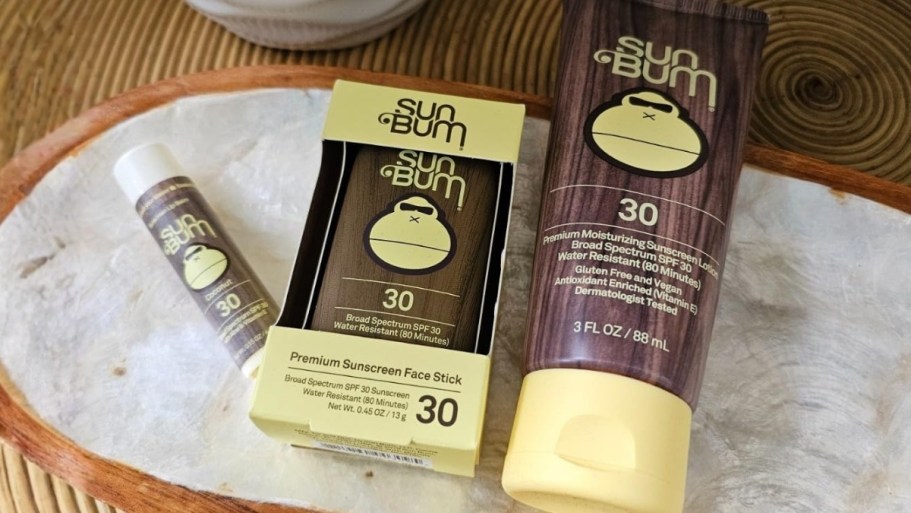 SUN
BUM
30
SUN
BUM
SUN
BUM
30
Broad Spectrum SPF 30
Water Resistant (80 Minutes)
Premium Sunscreen Face Stick
Broad Spectrum SPF 30 Sunscreen
Water Resistant (80 Minutes)
Net Wt. 0.45 OZ / 13 g
30
SUN
BUM
30
Premium Moisturizing Sunscreen Lotion
Broad Spectrum SPF 30
Water Resistant (80 Minutes)
Gluten Free and Vegan
Antioxidant Enriched (Vitamin E)
Dermatologist Tested
3 FL OZ / 88 mL